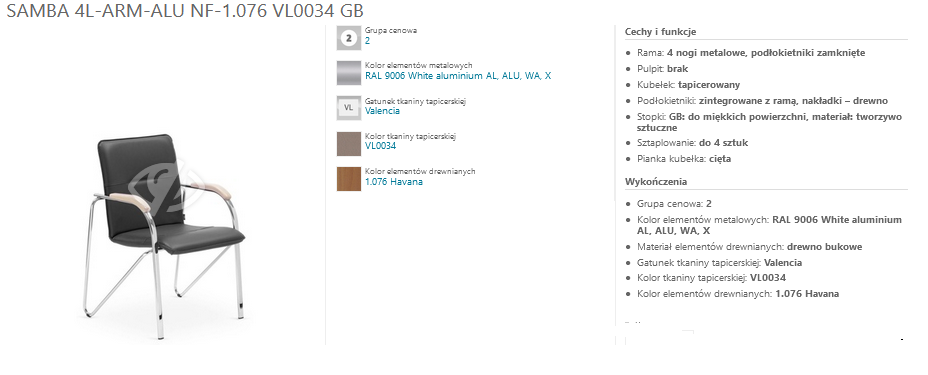 SAMBA 4L-ARM-ALU NF-1.076 VL0034 GB
2
Grupa cenowa
2
Kolor elementów metalowych
RAL 9006 White aluminium AL, ALU, WA, X
VL
Gatunek tkaniny tapicerskiej
Valencia
Kolor tkaniny tapicerskiej
VL0034
Kolor elementów drewnianych
1.076 Havana
Cechy i funkcje
● Rama: 4 nogi metalowe, podłokietniki zamknięte
● Pulpit: brak
● Kubełek: tapicerowany
● Podłokietniki: zintegrowane z ramą, nakładki – drewno
● Stopki: GB: do miękkich powierzchni, materiał: tworzywo
sztuczne
● Sztaplowanie: do 4 sztuk
● Pianka kubełka: cięta
Wykończenia
● Grupa cenowa: 2
● Kolor elementów metalowych: RAL 9006 White aluminium
AL, ALU, WA, X
● Materiał elementów drewnianych: drewno bukowe
● Gatunek tkaniny tapicerskiej: Valencia
● Kolor tkaniny tapicerskiej: VL0034
● Kolor elementów drewnianych: 1.076 Havana